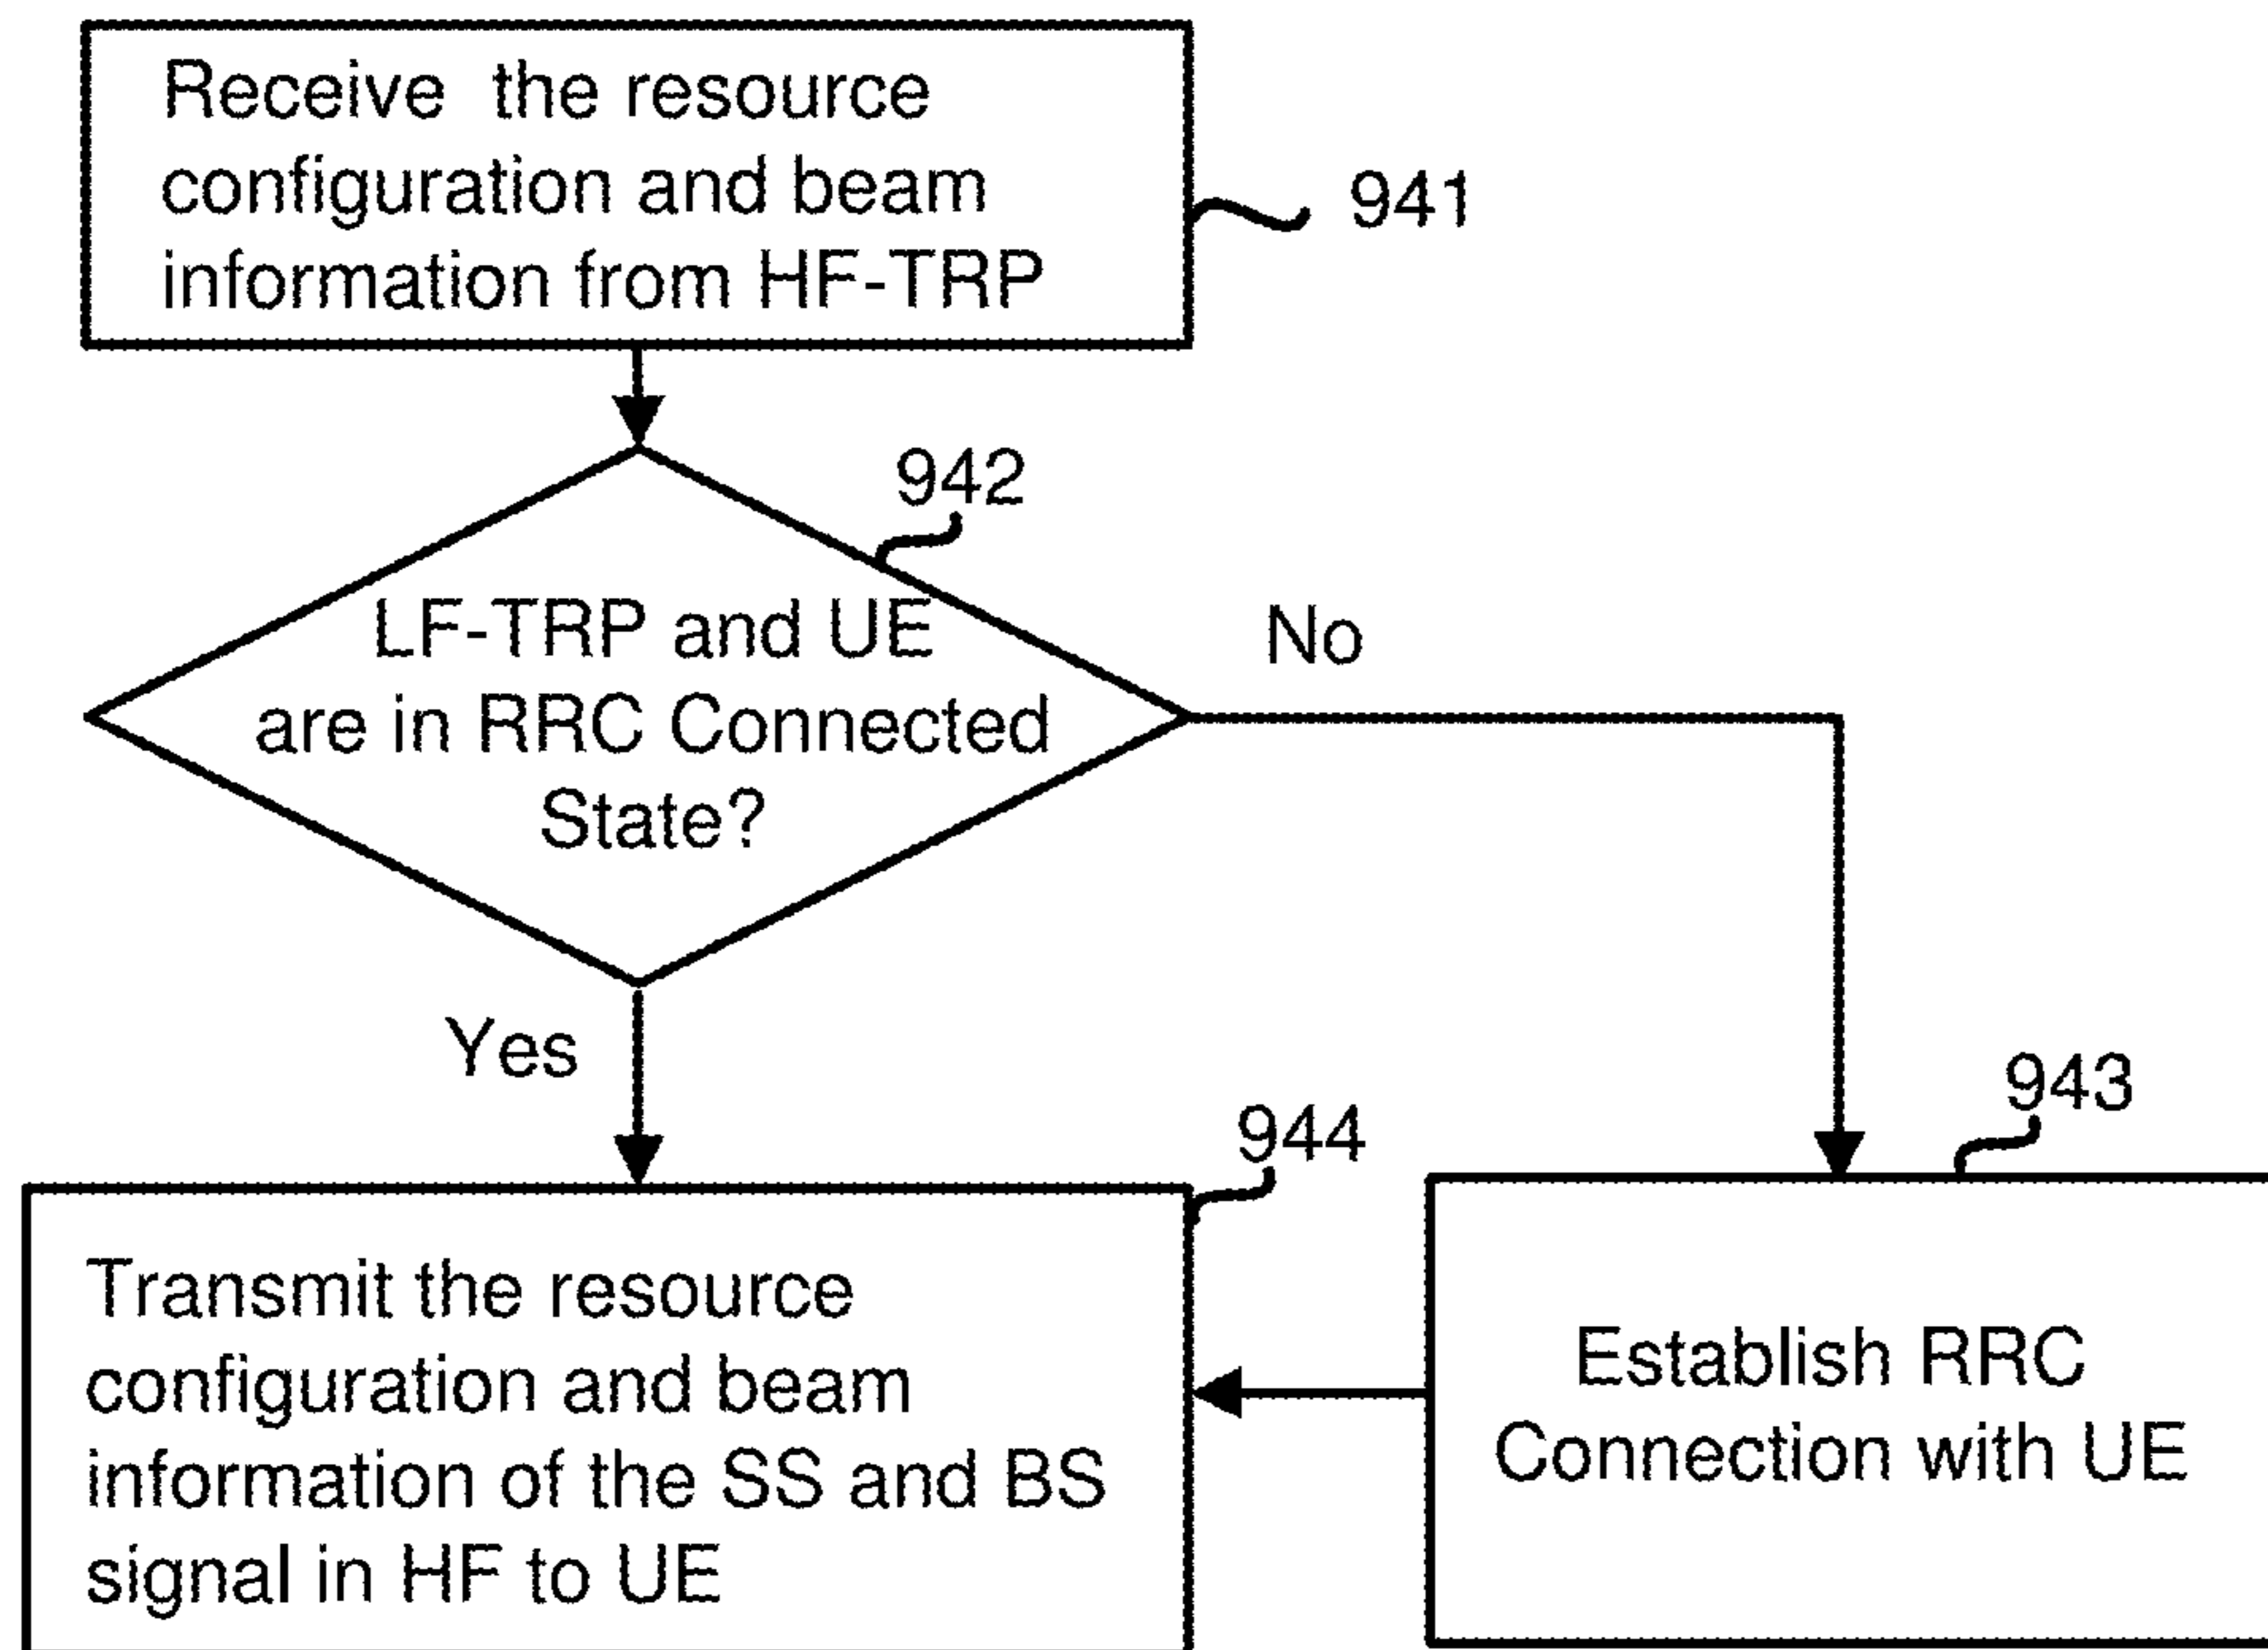 Receive the resource
configuration and beam
information from HF-TRP
941
942
LF-TRP and UE
are in RRC Connected
State?
No
Yes
944
943
Transmit the resource
configuration and beam
information of the SS and BS
signal in HF to UE
Establish RRC
Connection with UE